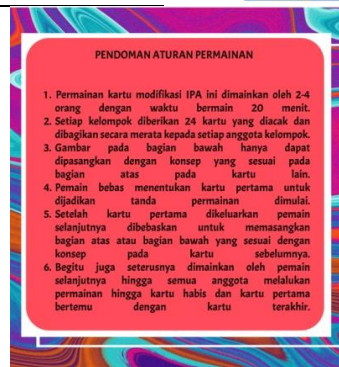 PENDOMAN ATURAN PERMAINAN
1. Permainan kartu modifikasi IPA ini dimainkan oleh 2-4
orang dengan waktu bermain 20 menit.
2. Setiap kelompok diberikan 24 kartu yang diacak dan
dibagikan secara merata kepada setiap anggota kelompok.
3. Gambar pada bagian bawah hanya dapat
dipasangkan dengan konsep yang sesuai pada
bagian atas pada kartu lain.
4. Pemain bebas menentukan kartu pertama untuk
dijadikan tanda permainan dimulai.
5. Setelah kartu pertama dikeluarkan pemain
selanjutnya dibebaskan untuk memasangkan
bagian atas atau bagian bawah yang sesuai dengan
konsep pada kartu sebelumnya.
6. Begitu juga seterusnya dimainkan oleh pemain
selanjutnya hingga semua anggota melalukan
permainan hingga kartu habis dan kartu pertama
bertemu dengan kartu terakhir.